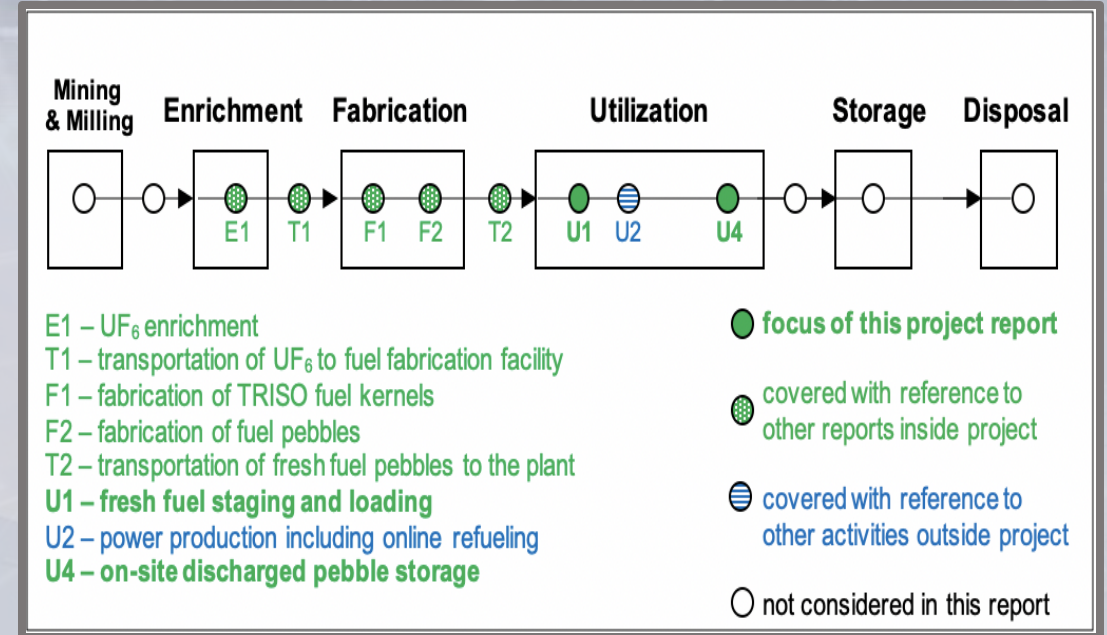 Mining
& Milling
Enrichment
Fabrication
Utilization
Storage
Disposal
E1
T1
F1
F2
T2
U1
U2
U4
E1 – UF₆ enrichment
T1 – transportation of UF₆ to fuel fabrication facility
F1 – fabrication of TRISO fuel kernels
F2 – fabrication of fuel pebbles
T2 – transportation of fresh fuel pebbles to the plant
U1 – fresh fuel staging and loading
U2 – power production including online refueling
U4 – on-site discharged pebble storage
focus of this project report
covered with reference to
other reports inside project
covered with reference to
other activities outside project
not considered in this report